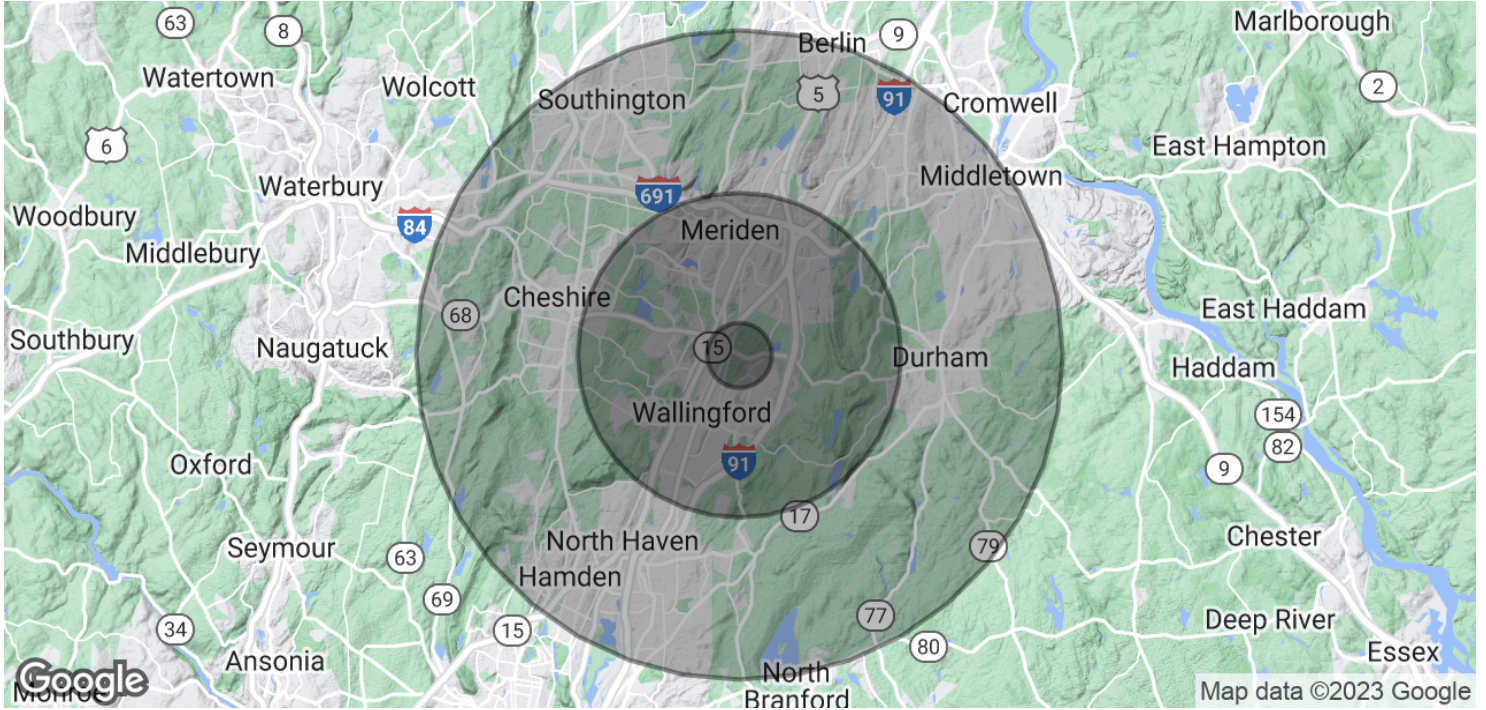 Marlborough
63
8
9
Berlin
Watertown
Wolcott
2
5
91
Southington
Cromwell
6
East Hampton
Middletown
Waterbury
691
Woodbury
84
Meriden
Middlebury
Cheshire
68
East Haddam
Southbury
Naugatuck
15
Durham
Haddam
Wallingford
154
82
91
Oxford
9
17
Chester
North Haven
79
Seymour
63
Hamden
69
77
Deep River
34
15
80
Ansonia
Essex
North
Branford
Google
Monroe
Map data ©2023 Google